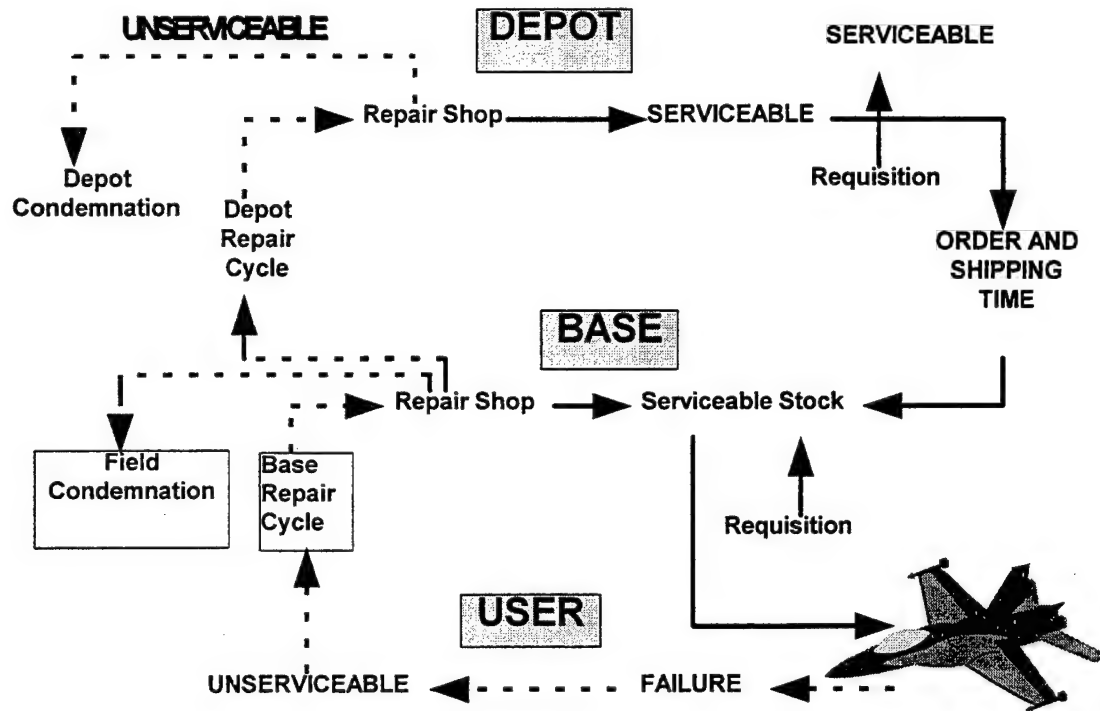 UNSERVICEABLE
DEPOT
SERVICEABLE
Repair Shop
SERVICEABLE
Requisition
Depot
Condemnation
Depot
Repair
Cycle
ORDER AND
SHIPPING
TIME
BASE
Repair Shop
Serviceable Stock
Field
Condemnation
Base
Repair
Cycle
Requisition
USER
UNSERVICEABLE
FAILURE